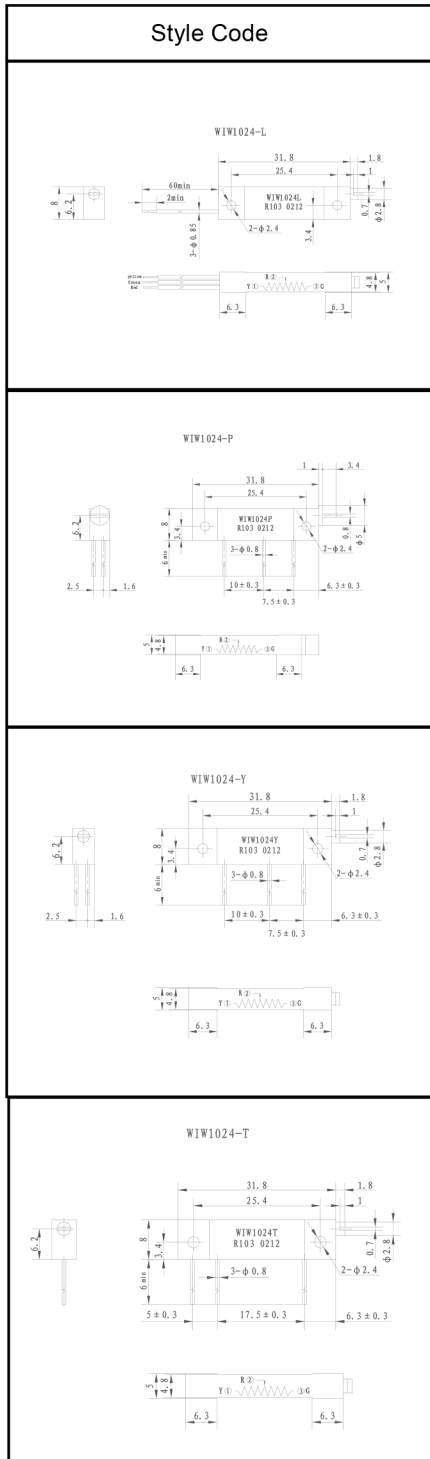 Style Code
WIW1024-L
31.8
1.8
25.4
1
60min
2min
WIW1024L
R103 0212
8
6.2
3-φ0.85
2-φ2.4
3.4
0.7
φ2.8
yellow
Green
Red
R②
Y① ③G
4.8
5
6.3
6.3
WIW1024-P
1
3.4
31.8
25.4
WIW1024P
R103 0212
6.2
8
3.4
6min
3-φ0.8
2-φ2.4
0.8
φ5
2.5
1.6
10±0.3
6.3±0.3
7.5±0.3
5
4.8
R②
Y① ③G
6.3
6.3
WIW1024-Y
31.8
1.8
25.4
1
WIW1024Y
R103 0212
6.2
8
3.4
6min
3-φ0.8
2-φ2.4
0.7
φ2.8
2.5
1.6
10±0.3
6.3±0.3
7.5±0.3
5
4.8
R②
Y① ③G
6.3
6.3
WIW1024-T
31.8
1.8
25.4
1
WIW1024T
R103 0212
6.2
8
3.4
6min
3-φ0.8
2-φ2.4
0.7
φ2.8
5±0.3
17.5±0.3
6.3±0.3
5
4.8
R②
Y① ③G
6.3
6.3